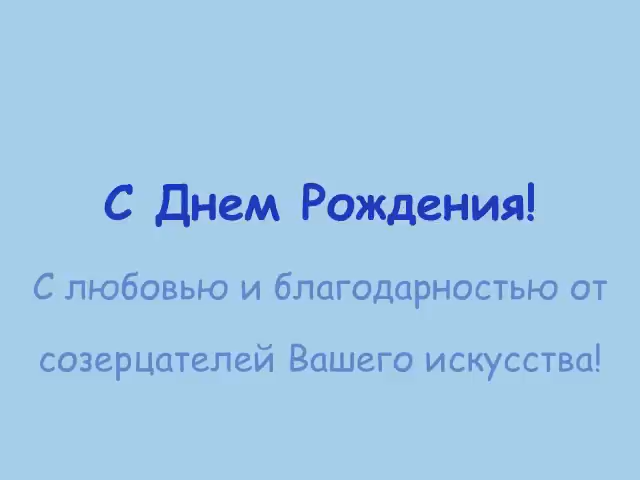 С Днем Рождения!
С любовью и благодарностью от
созерцателей Вашего искусства!